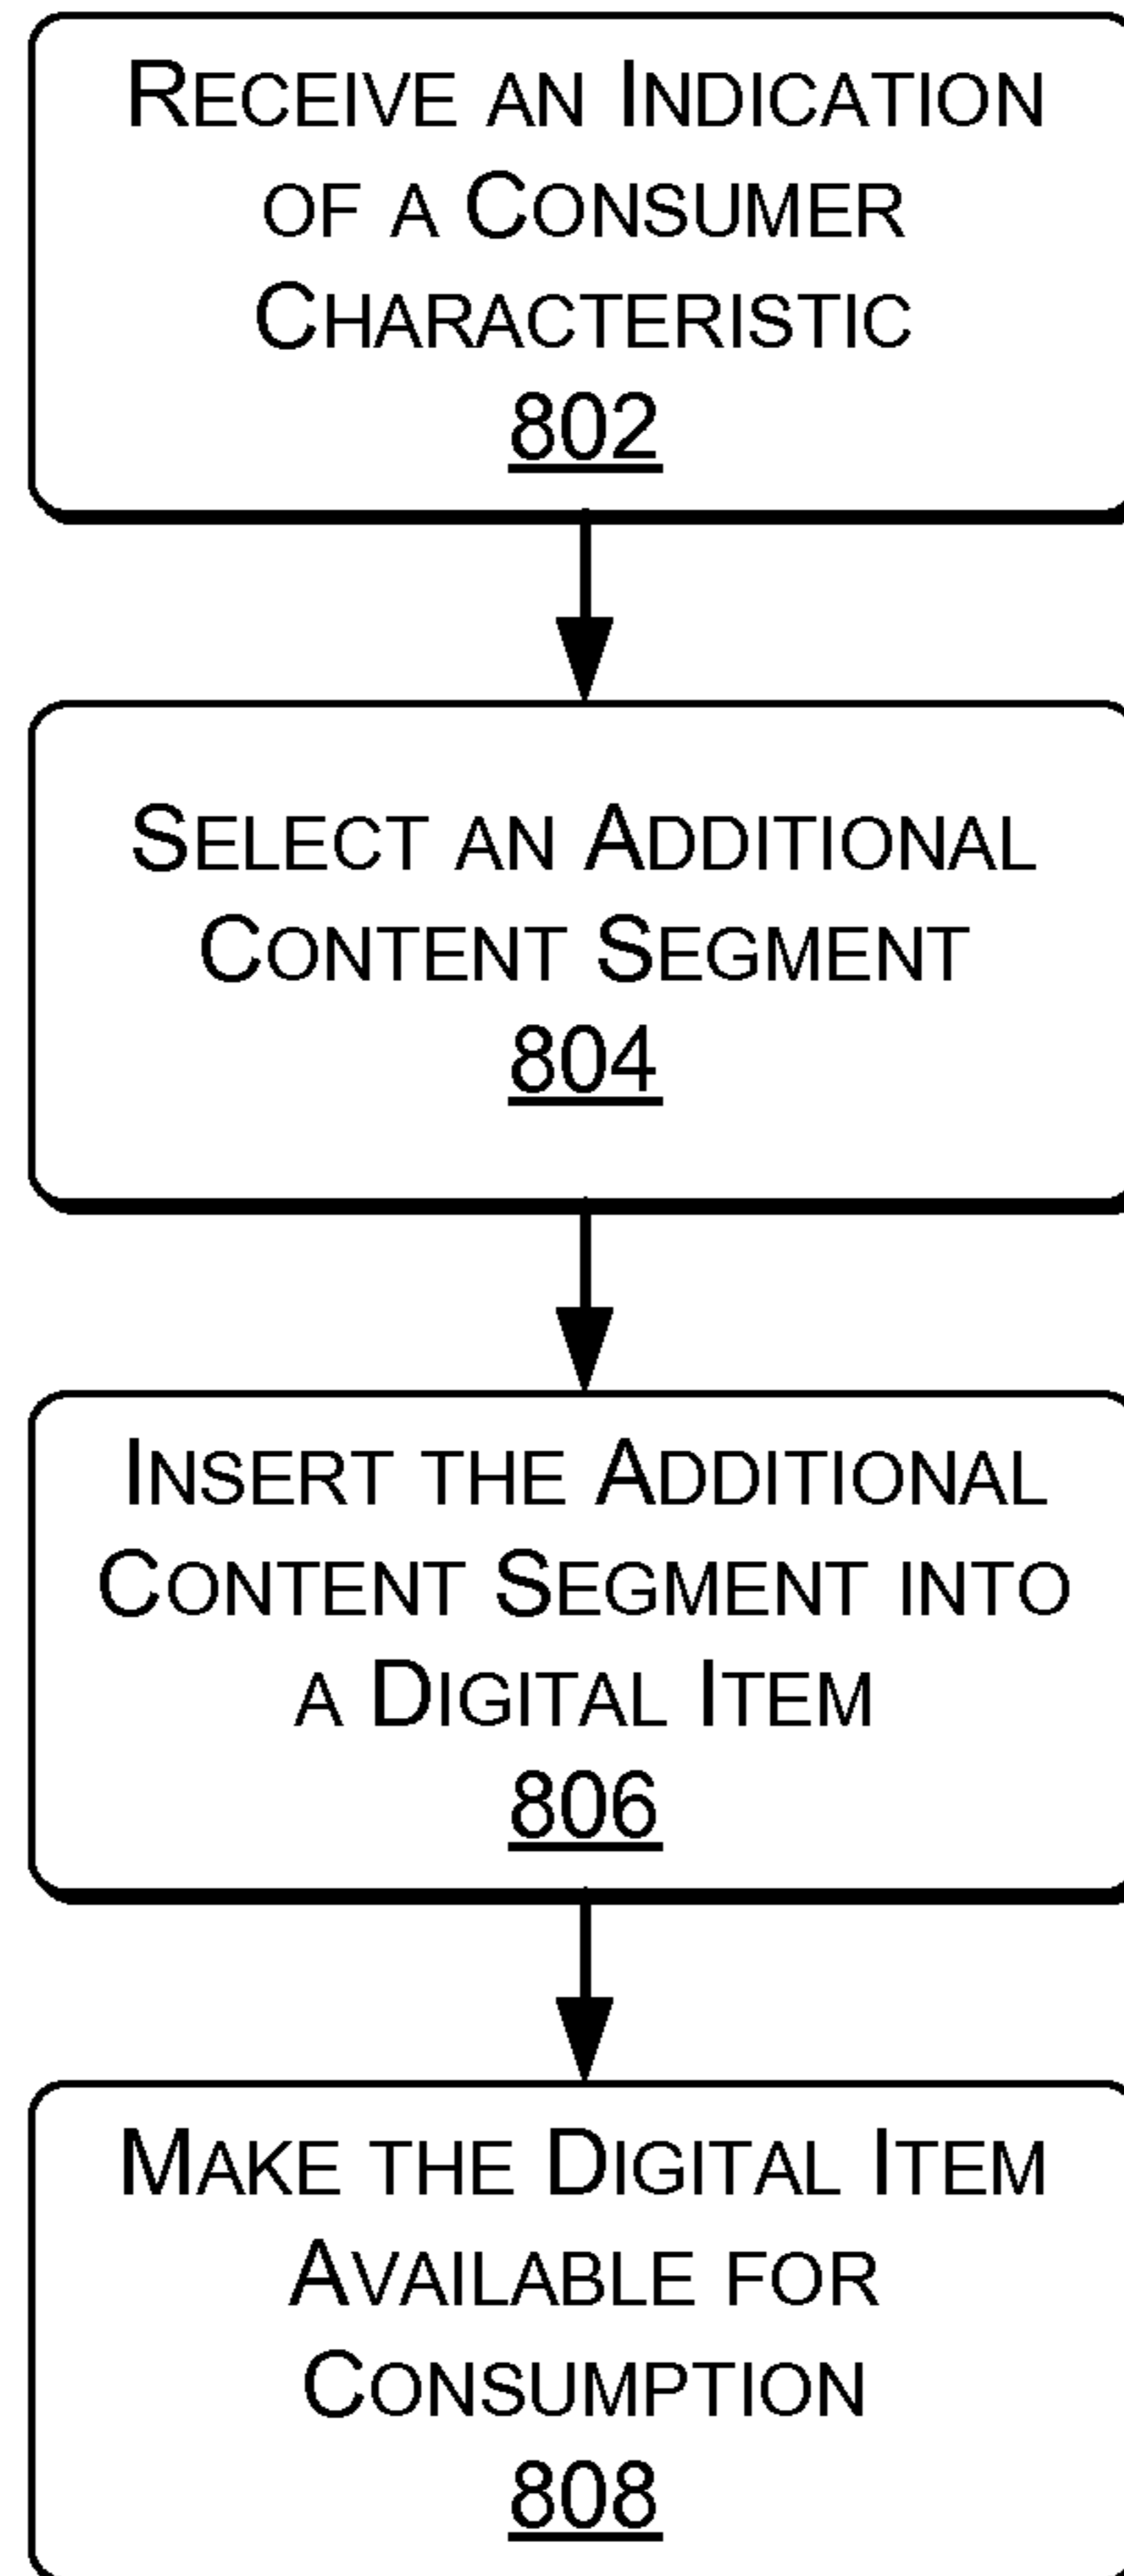 RECEIVE AN INDICATION
OF A CONSUMER
CHARACTERISTIC
802
SELECT AN ADDITIONAL
CONTENT SEGMENT
804
INSERT THE ADDITIONAL
CONTENT SEGMENT INTO
A DIGITAL ITEM
806
MAKE THE DIGITAL ITEM
AVAILABLE FOR
CONSUMPTION
808